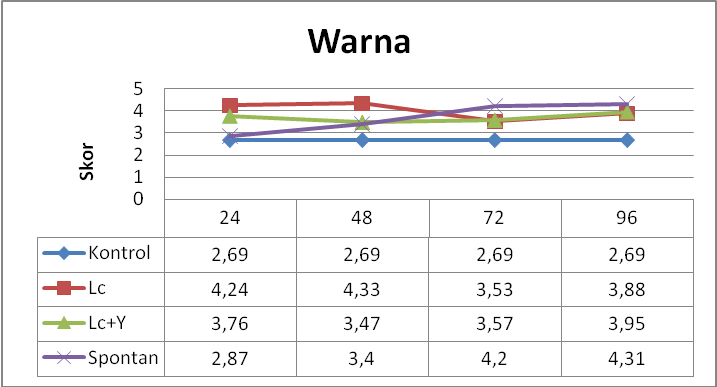 Warna
Skor
5
4
3
2
1
0
24 48 72 96
Kontrol 2,69 2,69 2,69 2,69
Lc 4,24 4,33 3,53 3,88
Lc+Y 3,76 3,47 3,57 3,95
Spontan 2,87 3,4 4,2 4,31